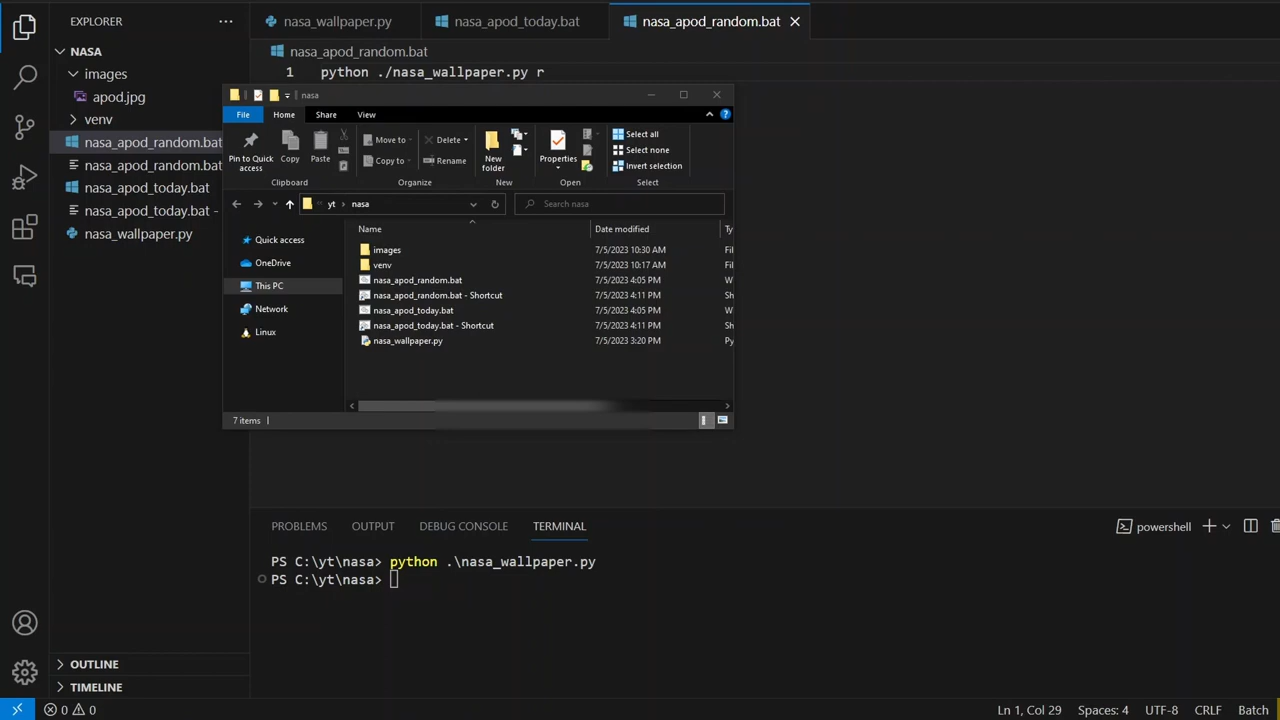 EXPLORER
nasa_wallpaper.py
nasa_apod_today.bat
nasa_apod_random.bat
NASA
images
apod.jpg
venv
nasa_apod_random.bat
nasa_apod_random.bat
nasa_apod_today.bat
nasa_apod_today.bat -
nasa_wallpaper.py
nasa_apod_random.bat
1 python ./nasa_wallpaper.py r
nasa
File Home Share View
Pin to Quick access
Copy
Paste
Clipboard
Move to
Copy to
Delete
Rename
Organize
New folder
New
Properties
Open
Select all
Select none
Invert selection
Select
yt nasa
Search nasa
Quick access
OneDrive
This PC
Network
Linux
Name Date modified Ty
images 7/5/2023 10:30 AM Fil
venv 7/5/2023 10:17 AM Fil
nasa_apod_random.bat 7/5/2023 4:05 PM W
nasa_apod_random.bat - Shortcut 7/5/2023 4:11 PM Sh
nasa_apod_today.bat 7/5/2023 4:05 PM W
nasa_apod_today.bat - Shortcut 7/5/2023 4:11 PM Sh
nasa_wallpaper.py 7/5/2023 3:20 PM Py
7 items
PROBLEMS OUTPUT DEBUG CONSOLE TERMINAL
powershell
PS C:\yt\nasa> python .\nasa_wallpaper.py
PS C:\yt\nasa>
OUTLINE
TIMELINE
0 0
Ln 1, Col 29 Spaces: 4 UTF-8 CRLF Batch